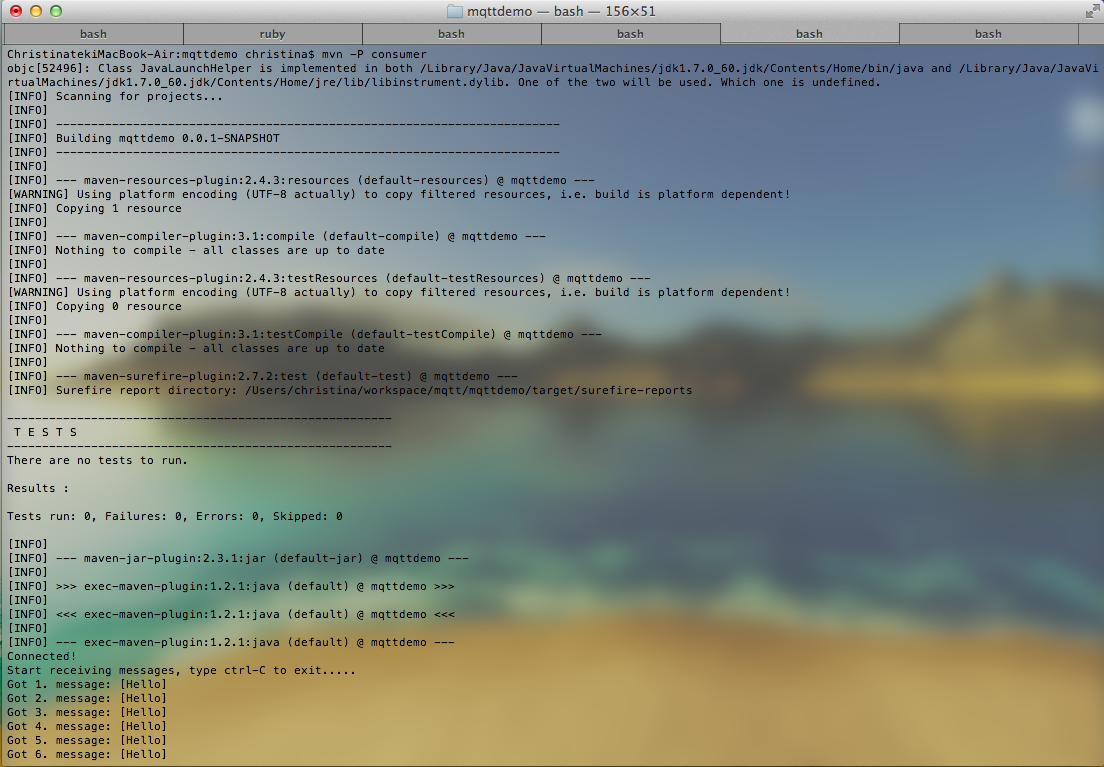 mqttdemo — bash — 156×51
bash ruby bash bash bash bash
ChristinatekiMacBook-Air:mqttdemo christina$ mvn -P consumer
objc[52496]: Class JavaLaunchHelper is implemented in both /Library/Java/JavaVirtualMachines/jdk1.7.0_60.jdk/Contents/Home/bin/java and /Library/Java/JavaVi
rtualMachines/jdk1.7.0_60.jdk/Contents/Home/jre/lib/libinstrument.dylib. One of the two will be used. Which one is undefined.
[INFO] Scanning for projects...
[INFO]
[INFO] ------------------------------------------------------------------------
[INFO] Building mqttdemo 0.0.1-SNAPSHOT
[INFO] ------------------------------------------------------------------------
[INFO]
[INFO] --- maven-resources-plugin:2.4.3:resources (default-resources) @ mqttdemo ---
[WARNING] Using platform encoding (UTF-8 actually) to copy filtered resources, i.e. build is platform dependent!
[INFO] Copying 1 resource
[INFO]
[INFO] --- maven-compiler-plugin:3.1:compile (default-compile) @ mqttdemo ---
[INFO] Nothing to compile - all classes are up to date
[INFO]
[INFO] --- maven-resources-plugin:2.4.3:testResources (default-testResources) @ mqttdemo ---
[WARNING] Using platform encoding (UTF-8 actually) to copy filtered resources, i.e. build is platform dependent!
[INFO] Copying 0 resource
[INFO]
[INFO] --- maven-compiler-plugin:3.1:testCompile (default-testCompile) @ mqttdemo ---
[INFO] Nothing to compile - all classes are up to date
[INFO]
[INFO] --- maven-surefire-plugin:2.7.2:test (default-test) @ mqttdemo ---
[INFO] Surefire report directory: /Users/christina/workspace/mqtt/mqttdemo/target/surefire-reports
-------------------------------------------------------
T E S T S
-------------------------------------------------------
There are no tests to run.
Results :
Tests run: 0, Failures: 0, Errors: 0, Skipped: 0
[INFO]
[INFO] --- maven-jar-plugin:2.3.1:jar (default-jar) @ mqttdemo ---
[INFO]
[INFO] >>> exec-maven-plugin:1.2.1:java (default) @ mqttdemo >>>
[INFO]
[INFO] <<< exec-maven-plugin:1.2.1:java (default) @ mqttdemo <<<
[INFO]
[INFO] --- exec-maven-plugin:1.2.1:java (default) @ mqttdemo ---
Connected!
Start receiving messages, type ctrl-C to exit.....
Got 1. message: [Hello]
Got 2. message: [Hello]
Got 3. message: [Hello]
Got 4. message: [Hello]
Got 5. message: [Hello]
Got 6. message: [Hello]